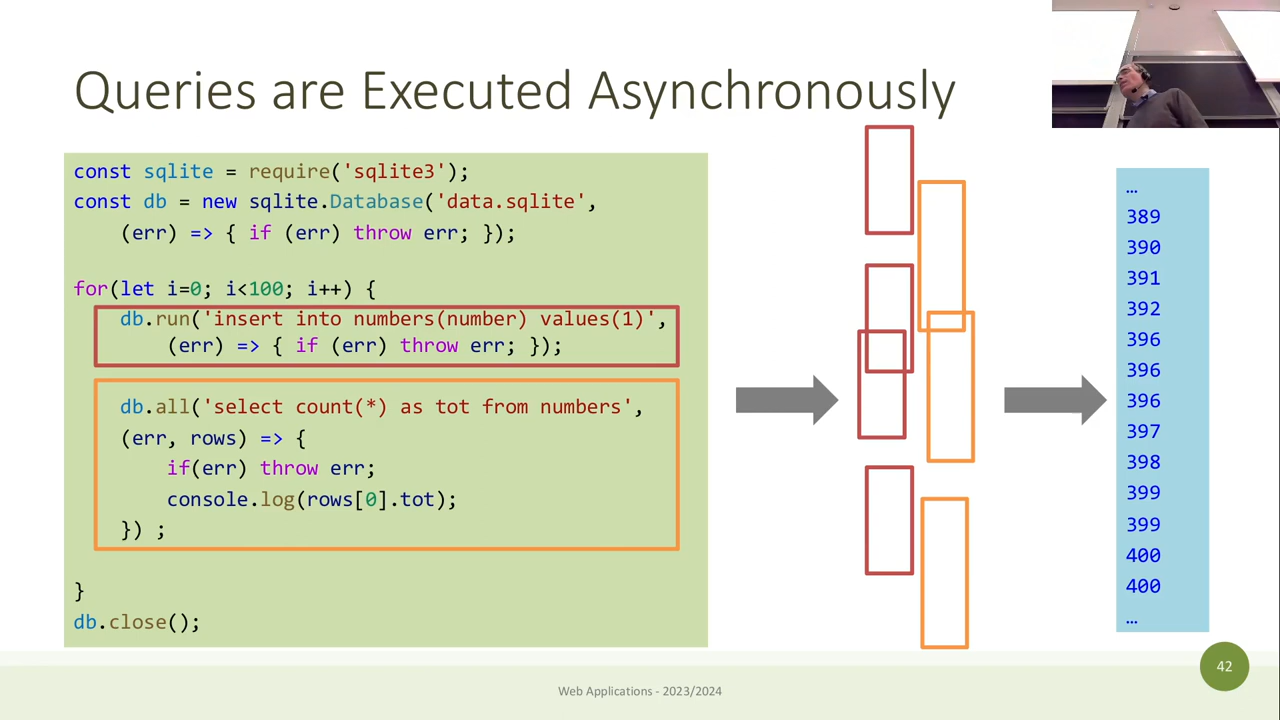 Queries are Executed Asynchronously
const sqlite = require('sqlite3');
const db = new sqlite.Database('data.sqlite',
(err) => { if (err) throw err; });
for(let i=0; i<100; i++) {
db.run('insert into numbers(number) values(1)',
(err) => { if (err) throw err; });
db.all('select count(*) as tot from numbers',
(err, rows) => {
if(err) throw err;
console.log(rows[0].tot);
}) ;
}
db.close();
…
389
390
391
392
396
396
396
397
398
399
399
400
400
…
Web Applications - 2023/2024
42